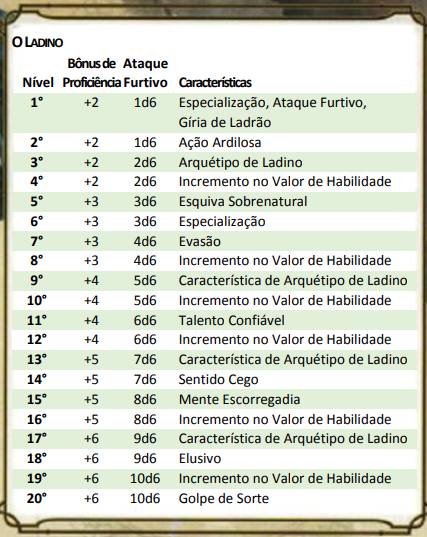 O LADINO
Bônus de Ataque
Nível Proficiência Furtivo Características
1° +2 1d6 Especialização, Ataque Furtivo,
Gíria de Ladrão
2° +2 1d6 Ação Ardilosa
3° +2 2d6 Arquétipo de Ladino
4° +2 2d6 Incremento no Valor de Habilidade
5° +3 3d6 Esquiva Sobrenatural
6° +3 3d6 Especialização
7° +3 4d6 Evasão
8° +3 4d6 Incremento no Valor de Habilidade
9° +4 5d6 Característica de Arquétipo de Ladino
10° +4 5d6 Incremento no Valor de Habilidade
11° +4 6d6 Talento Confiável
12° +4 6d6 Incremento no Valor de Habilidade
13° +5 7d6 Característica de Arquétipo de Ladino
14° +5 7d6 Sentido Cego
15° +5 8d6 Mente Escorregadia
16° +5 8d6 Incremento no Valor de Habilidade
17° +6 9d6 Característica de Arquétipo de Ladino
18° +6 9d6 Elusivo
19° +6 10d6 Incremento no Valor de Habilidade
20° +6 10d6 Golpe de Sorte